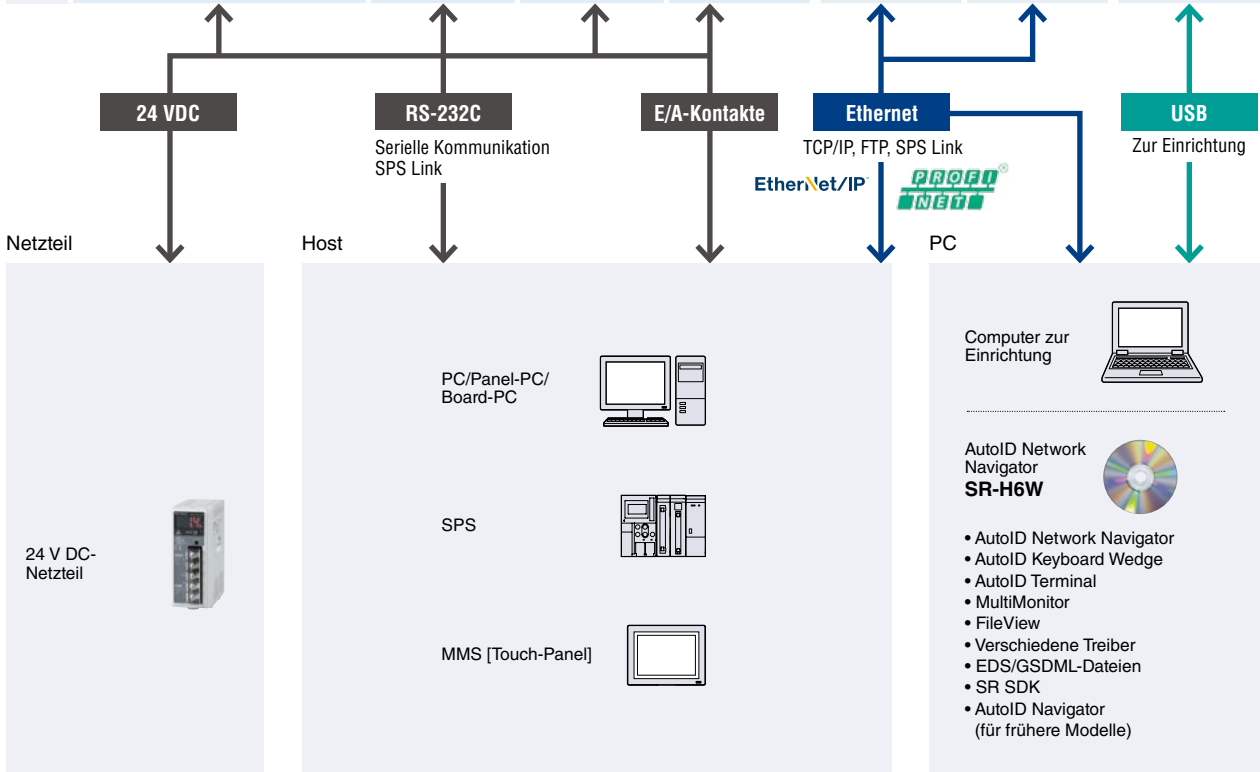 24 VDC
RS-232C
E/A-Kontakte
Ethernet
USB
Serielle Kommunikation
SPS Link
TCP/IP, FTP, SPS Link
Zur Einrichtung
EtherNet/IP™
PROFI®
NET
Netzteil
Host
PC
24 V DC-
Netzteil
PC/Panel-PC/
Board-PC
SPS
MMS [Touch-Panel]
Computer zur
Einrichtung
AutoID Network
Navigator
SR-H6W
• AutoID Network Navigator
• AutoID Keyboard Wedge
• AutoID Terminal
• MultiMonitor
• FileView
• Verschiedene Treiber
• EDS/GSDML-Dateien
• SR SDK
• AutoID Navigator
(für frühere Modelle)